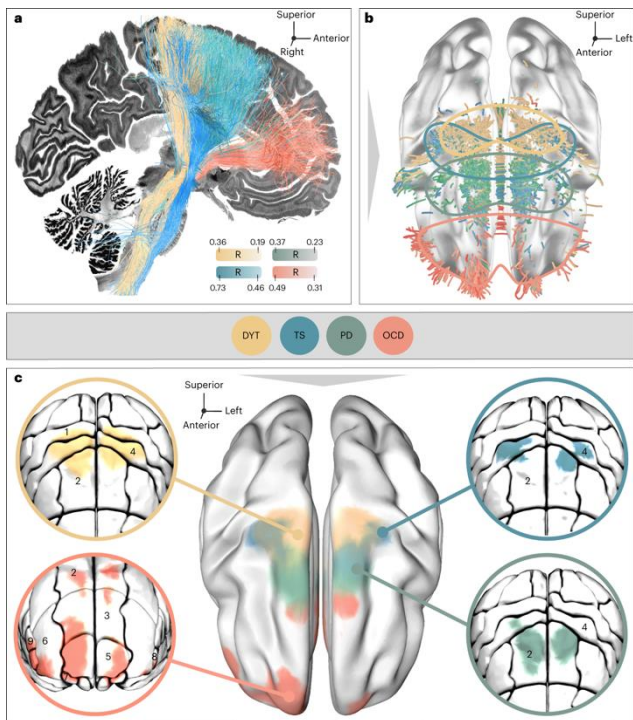 a
Superior
Anterior
Right
0.36 R 0.19
0.37 R 0.23
0.73 R 0.46
0.49 R 0.31
b
Superior
Left
Anterior
DYT TS PD OCD
c
Superior
Left
Anterior
1
4
2
4
2
2
3
9
6
5
8
7
4
2